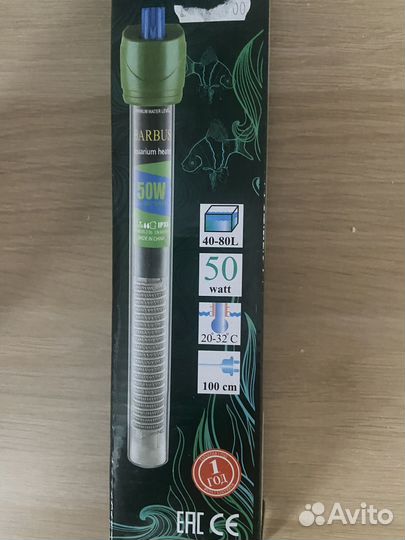 BARBUS
aquarium heater
50W
MADE IN CHINA
40-80L
50
watt
20-32°C
100 cm
1
ГОД
EAC CE
Avito